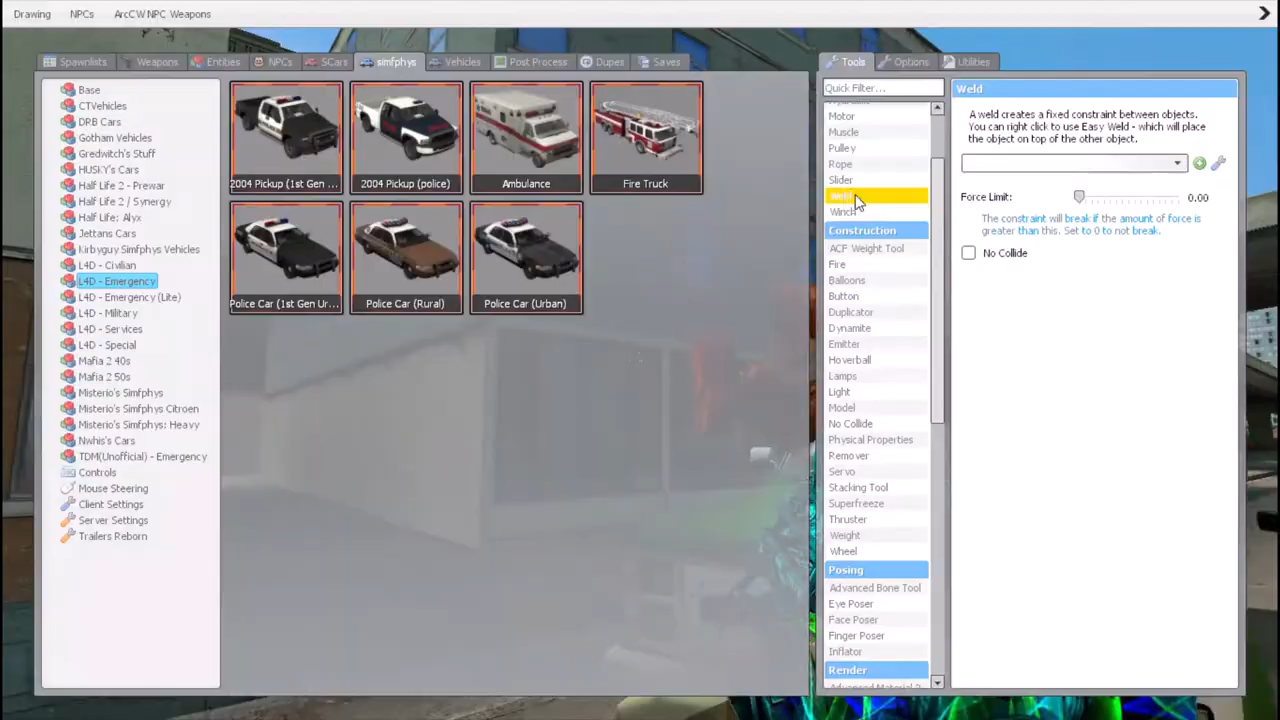 Drawing NPCs ArcCW NPC Weapons
Spawnlists Weapons Entities NPCs SCars simfphys Vehicles Post Process Dupes Saves
Base
CTVehicles
DRB Cars
Gotham Vehicles
Gredwitch's Stuff
HUSKY's Cars
Half Life 2 - Prewar
Half Life 2 / Synergy
Half Life: Alyx
Jettans Cars
Kirbyguy Simfphys Vehicles
L4D - Civilian
L4D - Emergency
L4D - Emergency (Lite)
L4D - Military
L4D - Services
L4D - Special
Mafia 2 40s
Mafia 2 50s
Misterio's Simfphys
Misterio's Simfphys Citroen
Misterio's Simfphys: Heavy
Nwhis's Cars
TDM(Unofficial) - Emergency
Controls
Mouse Steering
Client Settings
Server Settings
Trailers Reborn
2004 Pickup (1st Gen ...
2004 Pickup (police)
Ambulance
Fire Truck
Police Car (1st Gen Ur...
Police Car (Rural)
Police Car (Urban)
Tools Options Utilities
Quick Filter...
Motor
Muscle
Pulley
Rope
Slider
Weld
Winch
Construction
ACF Weight Tool
Fire
Balloons
Button
Duplicator
Dynamite
Emitter
Hoverball
Lamps
Light
Model
No Collide
Physical Properties
Remover
Servo
Stacking Tool
Superfreeze
Thruster
Weight
Wheel
Posing
Advanced Bone Tool
Eye Poser
Face Poser
Finger Poser
Inflator
Render
Weld
A weld creates a fixed constraint between objects.
You can right click to use Easy Weld - which will place
the object on top of the other object.
Force Limit: 0.00
The constraint will break if the amount of force is
greater than this. Set to 0 to not break.
No Collide